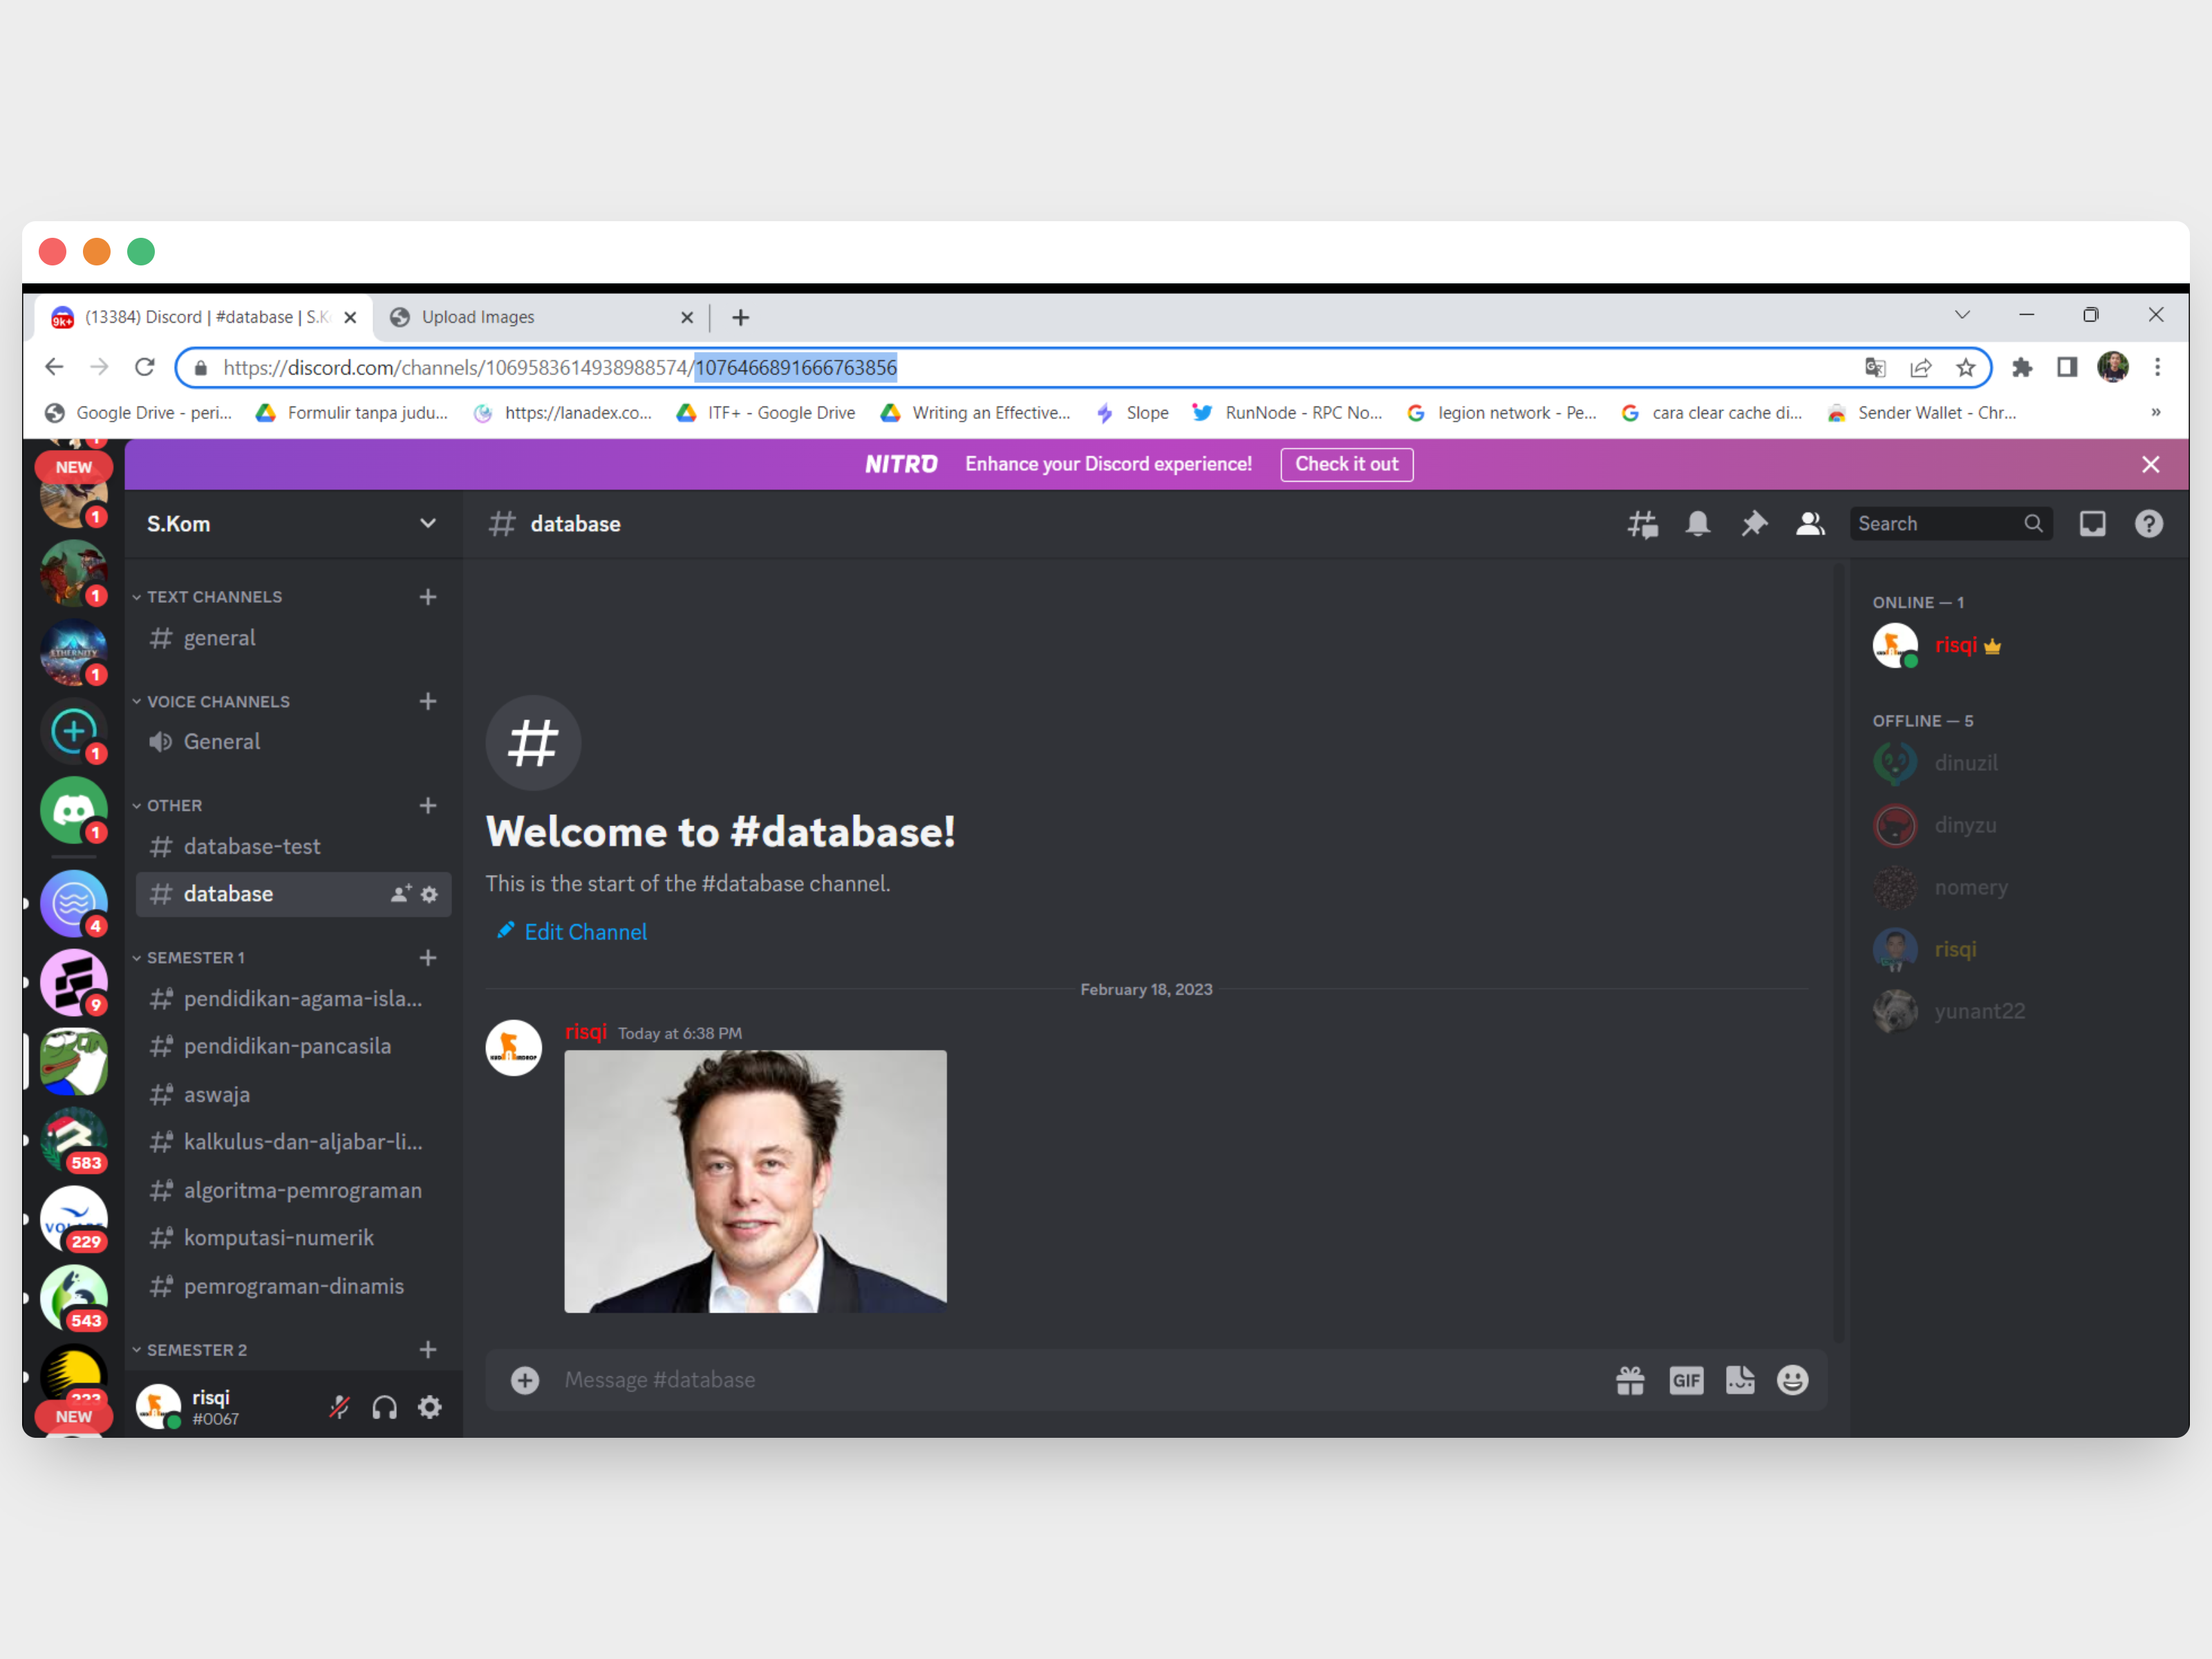 (13384) Discord | #database | S.K
Upload Images
https://discord.com/channels/1069583614938988574/1076466891666763856
Google Drive - peri...
Formulir tanpa judu...
https://lanadex.co...
ITF+ - Google Drive
Writing an Effective...
Slope
RunNode - RPC No...
legion network - Pe...
cara clear cache di...
Sender Wallet - Chr...
»
9k+
NITRO
Enhance your Discord experience!
Check it out
NEW
1
1
1
1
1
4
9
583
229
543
223
NEW
S.Kom
TEXT CHANNELS
general
VOICE CHANNELS
General
OTHER
database-test
database
SEMESTER 1
pendidikan-agama-isla...
pendidikan-pancasila
aswaja
kalkulus-dan-aljabar-li...
algoritma-pemrograman
komputasi-numerik
pemrograman-dinamis
SEMESTER 2
risqi
#0067
# database
Search
#
Welcome to #database!
This is the start of the #database channel.
Edit Channel
February 18, 2023
risqi Today at 6:38 PM
Message #database
GIF
ONLINE — 1
risqi
OFFLINE — 5
dinuzil
dinyzu
nomery
risqi
yunant22